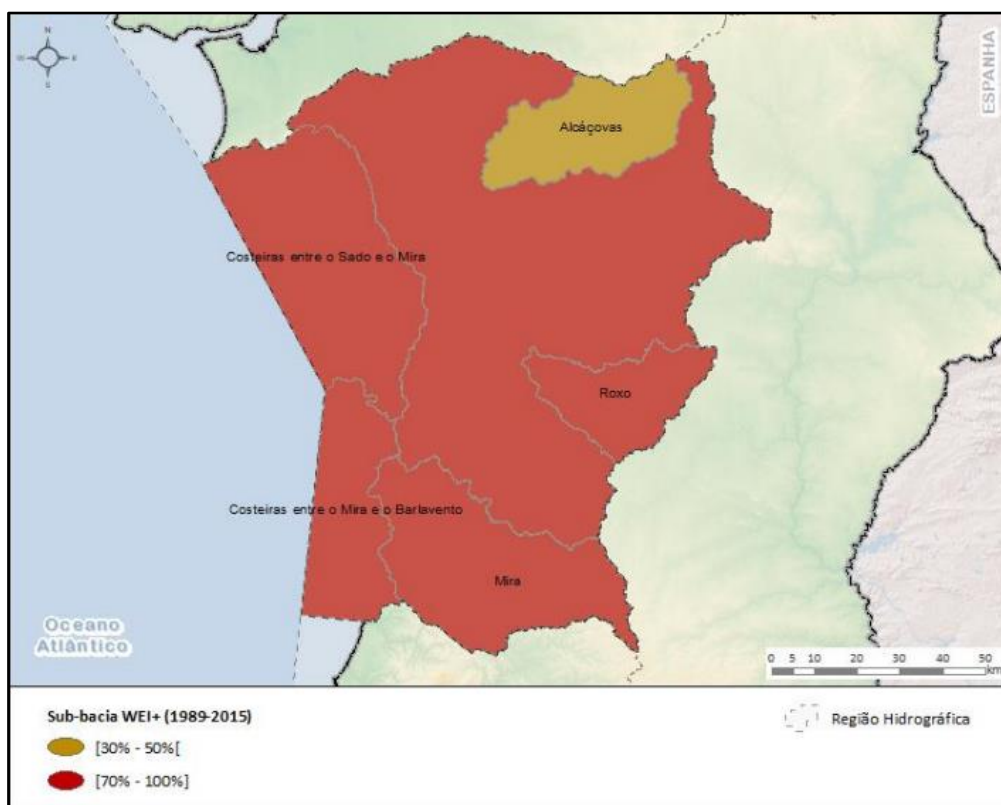 N
W
E
S
ESPANHA
Alcáçovas
Costeiras entre o Sado e o Mira
Roxo
Costeiras entre o Mira e o Barlavento
Mira
Oceano
Atlântico
0 5 10 20 30 40 50
km
Sub-bacia WEI+ (1989-2015)
[30% - 50%[
[70% - 100%]
Região Hidrográfica